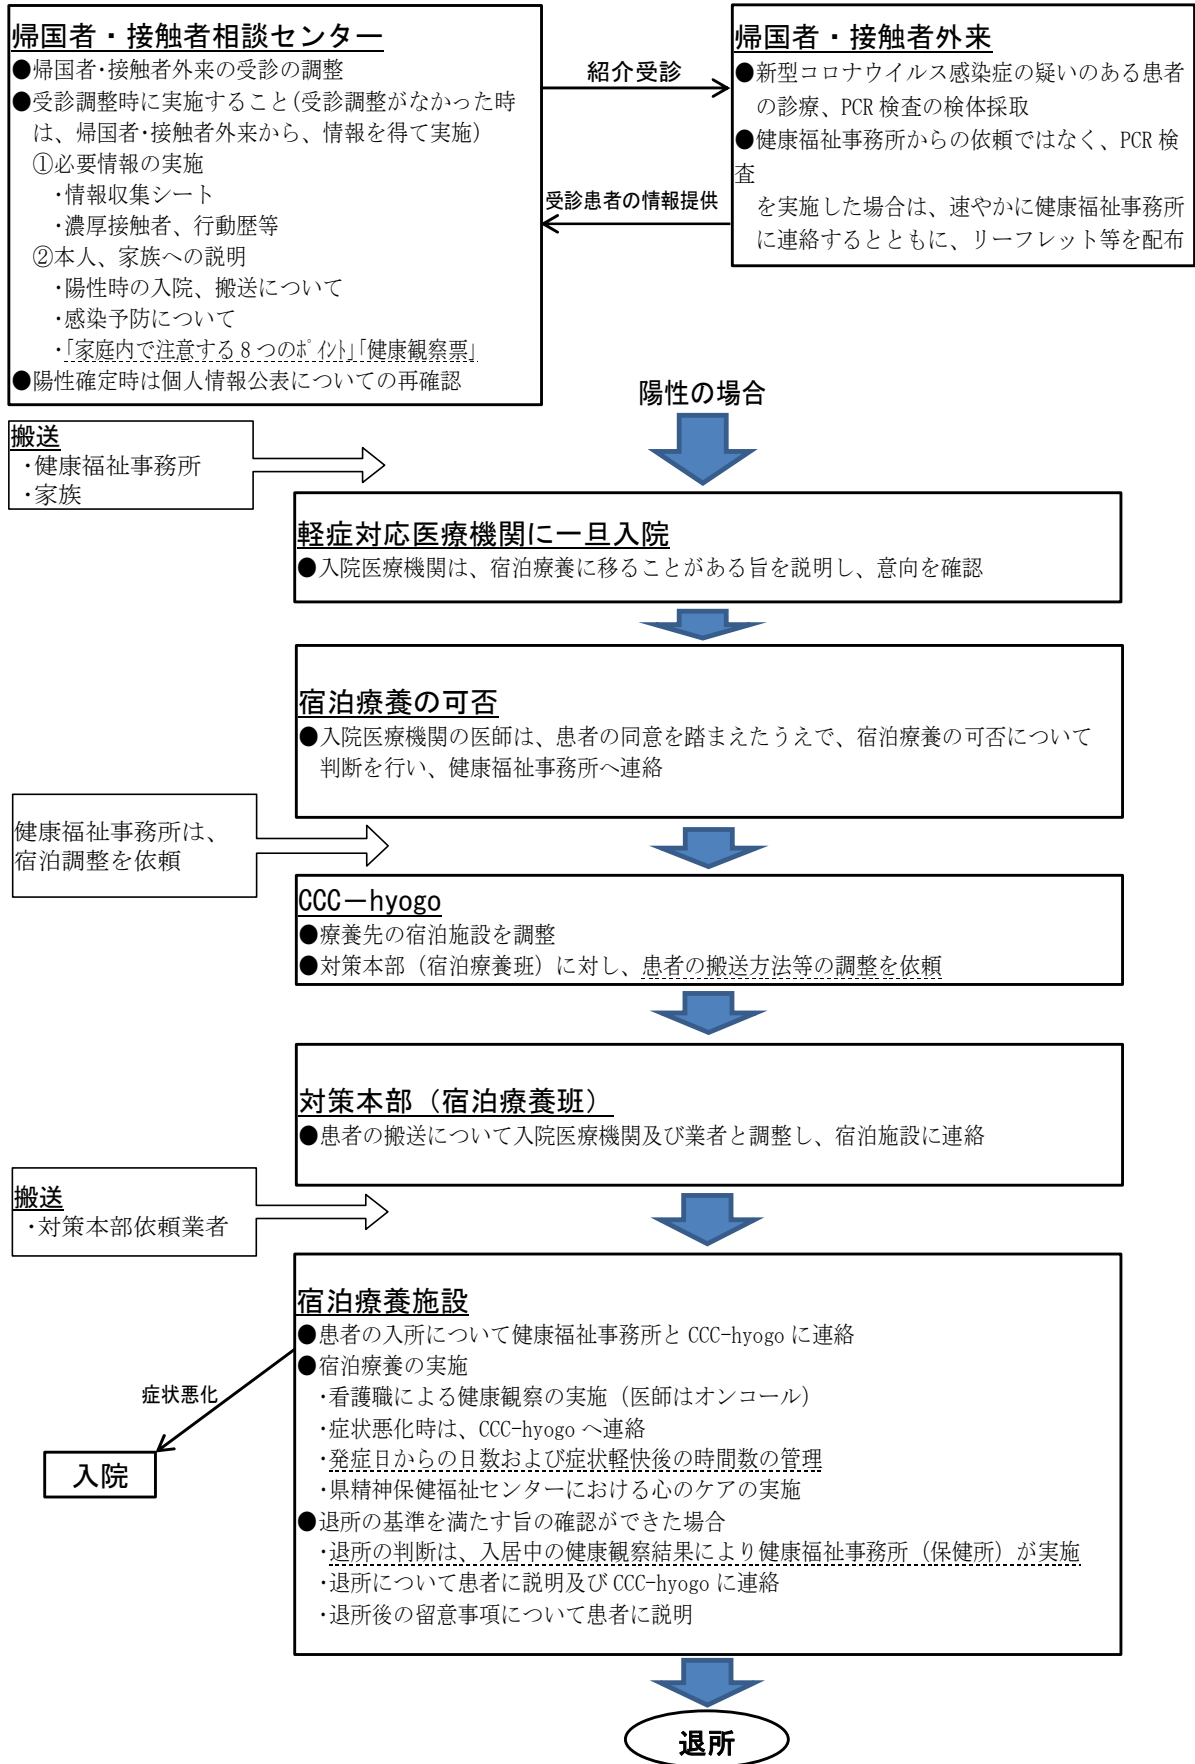 帰国者・接触者相談センター
●帰国者・接触者外来の受診の調整
●受診調整時に実施すること(受診調整がなかった時
は、帰国者・接触者外来から、情報を得て実施)
①必要情報の実施
・情報収集シート
・濃厚接触者、行動歴等
②本人、家族への説明
・陽性時の入院、搬送について
・感染予防について
・「家庭内で注意する8つのﾎﾟｲﾝﾄ」「健康観察票」
●陽性確定時は個人情報公表についての再確認
紹介受診
受診患者の情報提供
帰国者・接触者外来
●新型コロナウイルス感染症の疑いのある患者
の診療、PCR 検査の検体採取
●健康福祉事務所からの依頼ではなく、PCR 検
査
を実施した場合は、速やかに健康福祉事務所
に連絡するとともに、リーフレット等を配布
陽性の場合
搬送
・健康福祉事務所
・家族
軽症対応医療機関に一旦入院
●入院医療機関は、宿泊療養に移ることがある旨を説明し、意向を確認
宿泊療養の可否
●入院医療機関の医師は、患者の同意を踏まえたうえで、宿泊療養の可否について
判断を行い、健康福祉事務所へ連絡
健康福祉事務所は、
宿泊調整を依頼
CCC－hyogo
●療養先の宿泊施設を調整
●対策本部（宿泊療養班）に対し、患者の搬送方法等の調整を依頼
対策本部（宿泊療養班）
●患者の搬送について入院医療機関及び業者と調整し、宿泊施設に連絡
搬送
・対策本部依頼業者
宿泊療養施設
●患者の入所について健康福祉事務所と CCC-hyogo に連絡
●宿泊療養の実施
・看護職による健康観察の実施（医師はオンコール）
・症状悪化時は、CCC-hyogo へ連絡
・発症日からの日数および症状軽快後の時間数の管理
・県精神保健福祉センターにおける心のケアの実施
●退所の基準を満たす旨の確認ができた場合
・退所の判断は、入居中の健康観察結果により健康福祉事務所（保健所）が実施
・退所について患者に説明及び CCC-hyogo に連絡
・退所後の留意事項について患者に説明
症状悪化
入院
退所